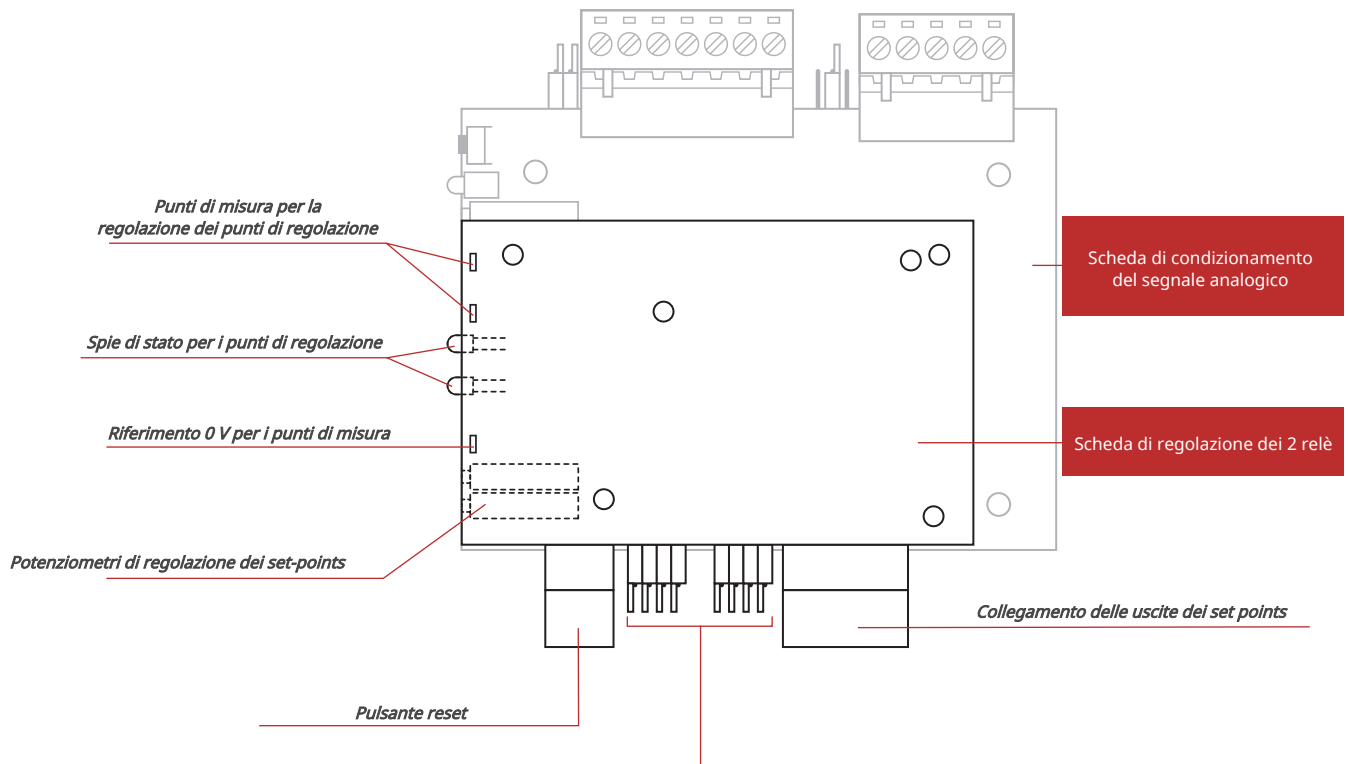 Punti di misura per la
regolazione dei punti di regolazione
Scheda di condizionamento
del segnale analogico
Spie di stato per i punti di regolazione
Riferimento 0 V per i punti di misura
Scheda di regolazione dei 2 relè
Potenziometri di regolazione dei set-points
Collegamento delle uscite dei set points
Pulsante reset